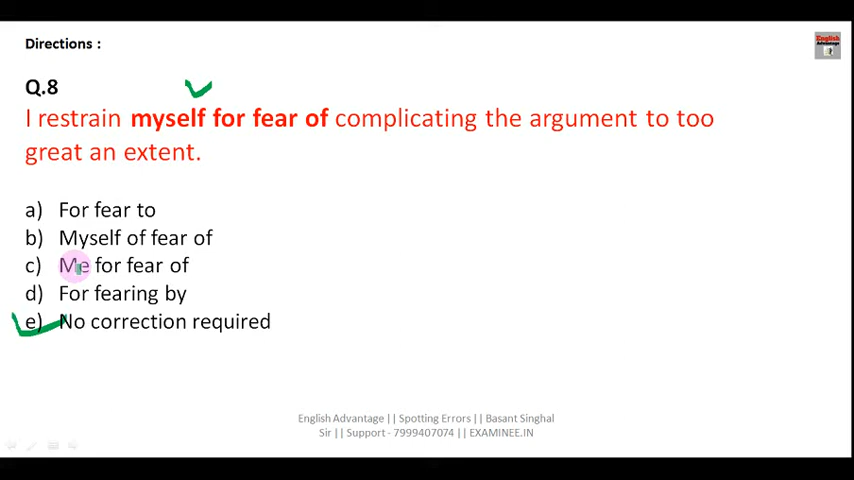 Directions :
English
Advantage
Q.8
I restrain myself for fear of complicating the argument to too
great an extent.
a) For fear to
b) Myself of fear of
c) Me for fear of
d) For fearing by
e) No correction required
English Advantage || Spotting Errors || Basant Singhal
Sir || Support - 7999407074 || EXAMINEE.IN